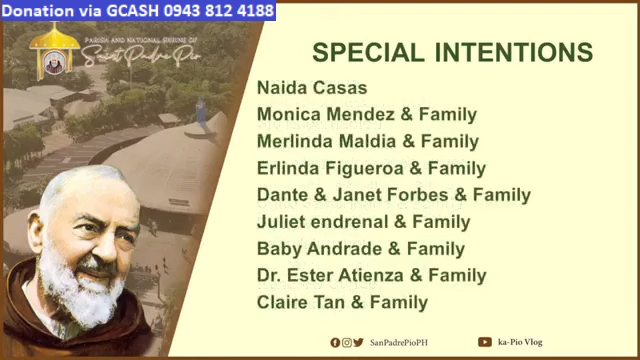 Donation via GCASH 0943 812 4188
PARISH AND NATIONAL SHRINE OF
Saint Padre Pio
SPECIAL INTENTIONS
Naida Casas
Monica Mendez & Family
Merlinda Maldia & Family
Erlinda Figueroa & Family
Dante & Janet Forbes & Family
Juliet endrenal & Family
Baby Andrade & Family
Dr. Ester Atienza & Family
Claire Tan & Family
SanPadrePioPH
ka-Pio Vlog